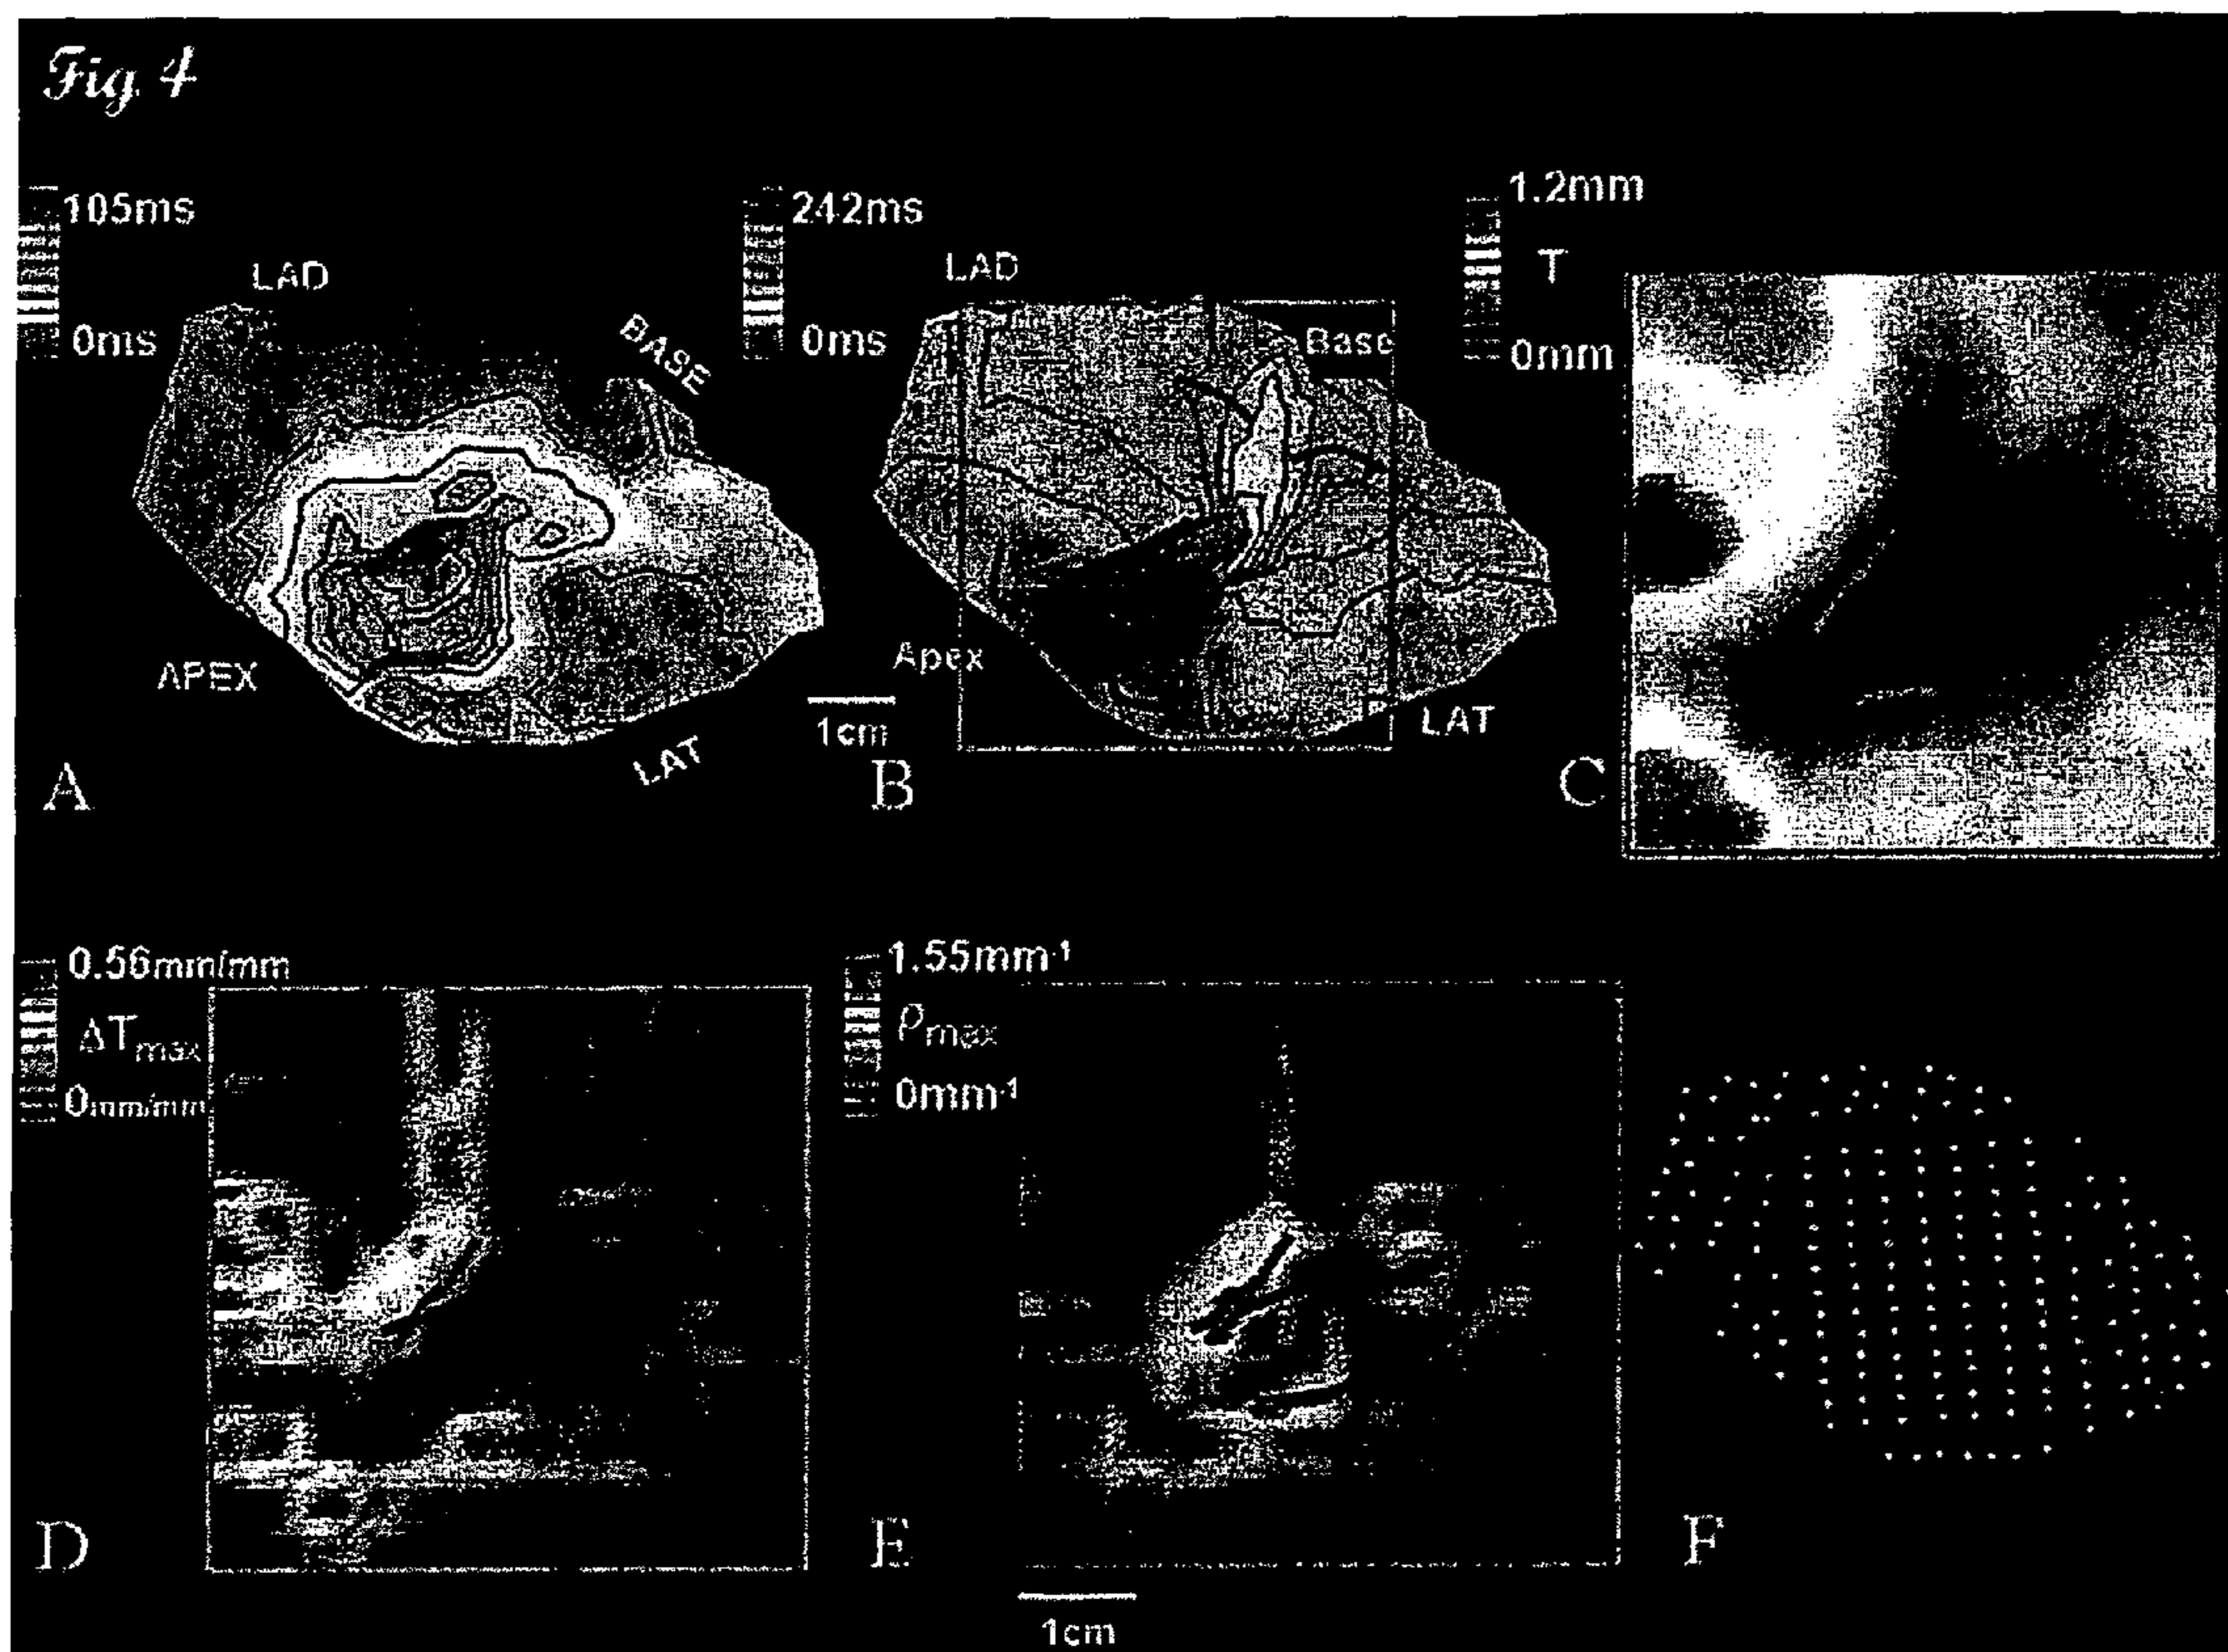 Fig 4
105ms
0ms
LAD
BASE
APEX
LAT
1cm
A
242ms
0ms
LAD
Base
Apex
LAT
B
1.2mm
T
0mm
C
0.56mm/mm
ΔTmax
0mm/mm
D
1.55mm-1
ρmax
0mm-1
E
1cm
F